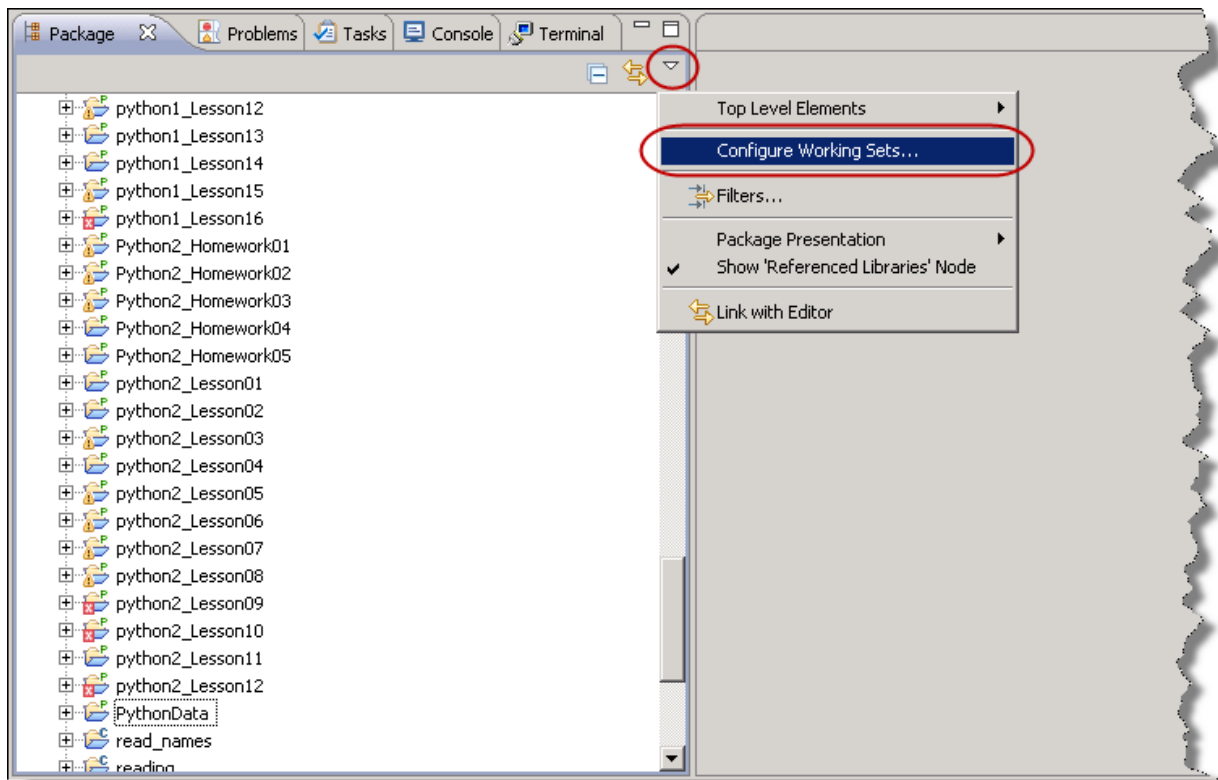 Package Problems Tasks Console Terminal
python1_Lesson12
python1_Lesson13
python1_Lesson14
python1_Lesson15
python1_Lesson16
Python2_Homework01
Python2_Homework02
Python2_Homework03
Python2_Homework04
Python2_Homework05
python2_Lesson01
python2_Lesson02
python2_Lesson03
python2_Lesson04
python2_Lesson05
python2_Lesson06
python2_Lesson07
python2_Lesson08
python2_Lesson09
python2_Lesson10
python2_Lesson11
python2_Lesson12
PythonData
read_names
reading
Top Level Elements
Configure Working Sets...
Filters...
Package Presentation
Show 'Referenced Libraries' Node
Link with Editor